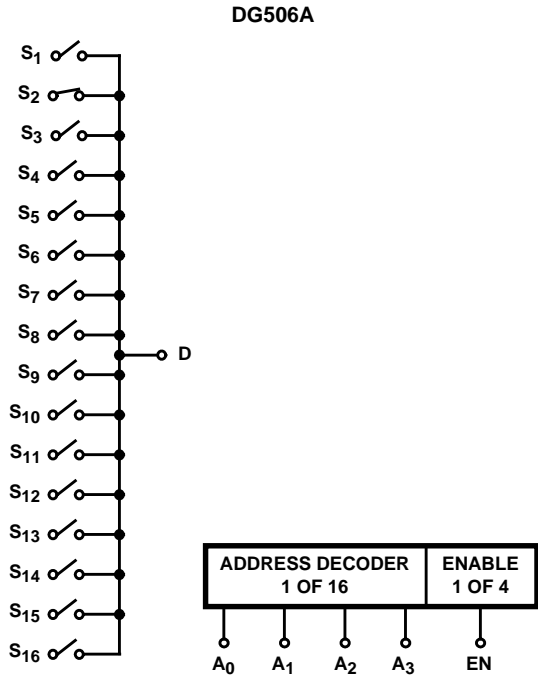 DG506A
S1
S2
S3
S4
S5
S6
S7
S8
D
S9
S10
S11
S12
S13
S14
S15
S16
ADDRESS DECODER
1 OF 16
ENABLE
1 OF 4
A0 A1 A2 A3 EN